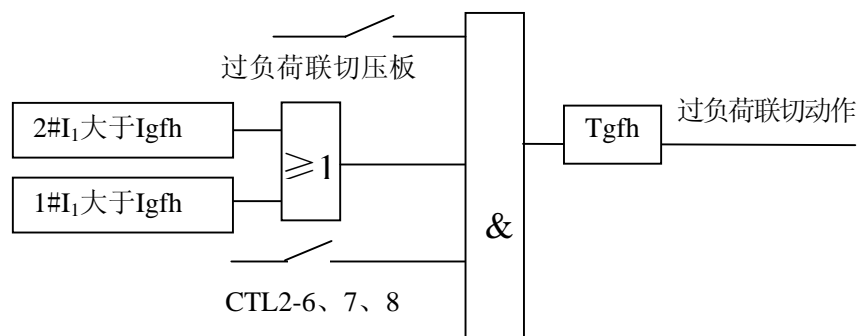 过负荷联切压板
2#I₁大于Igfh
≥1
1#I₁大于Igfh
&
Tgfh
过负荷联切动作
CTL2-6、7、8